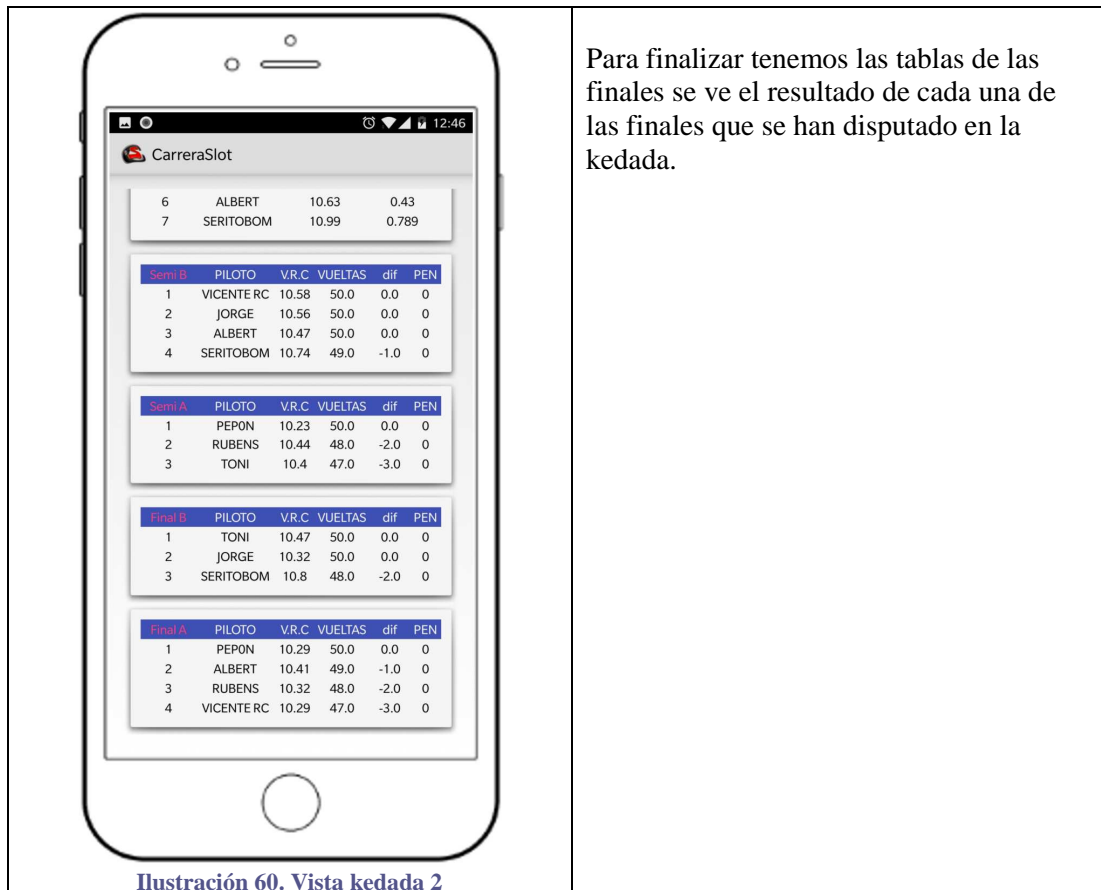 12:46
CarreraSlot
6 ALBERT 10.63 0.43
7 SERITOBOM 10.99 0.789
Semi B PILOTO V.R.C VUELTAS dif PEN
1 VICENTE RC 10.58 50.0 0.0 0
2 JORGE 10.56 50.0 0.0 0
3 ALBERT 10.47 50.0 0.0 0
4 SERITOBOM 10.74 49.0 -1.0 0
Semi A PILOTO V.R.C VUELTAS dif PEN
1 PEP0N 10.23 50.0 0.0 0
2 RUBENS 10.44 48.0 -2.0 0
3 TONI 10.4 47.0 -3.0 0
Final B PILOTO V.R.C VUELTAS dif PEN
1 TONI 10.47 50.0 0.0 0
2 JORGE 10.32 50.0 0.0 0
3 SERITOBOM 10.8 48.0 -2.0 0
Final A PILOTO V.R.C VUELTAS dif PEN
1 PEP0N 10.29 50.0 0.0 0
2 ALBERT 10.41 49.0 -1.0 0
3 RUBENS 10.32 48.0 -2.0 0
4 VICENTE RC 10.29 47.0 -3.0 0
Ilustración 60. Vista kedada 2
Para finalizar tenemos las tablas de las
finales se ve el resultado de cada una de
las finales que se han disputado en la
kedada.